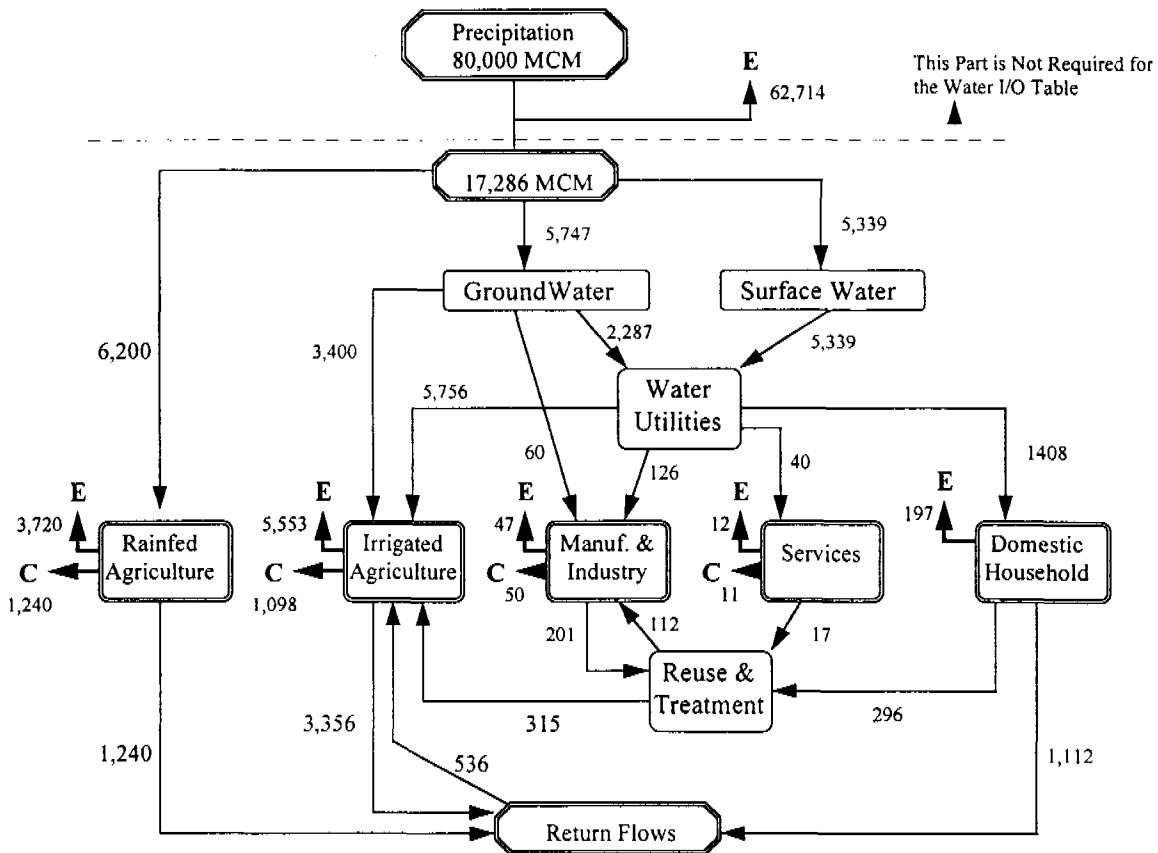 Precipitation
80,000 MCM
E
62,714
This Part is Not Required for
the Water I/O Table
17,286 MCM
5,747
5,339
GroundWater
Surface Water
6,200
3,400
2,287
5,339
5,756
Water
Utilities
60
126
40
1408
E
3,720
Rainfed
Agriculture
C
1,240
E
5,553
Irrigated
Agriculture
C
1,098
E
47
Manuf. &
Industry
C
50
E
12
Services
C
11
E
197
Domestic
Household
201
112
17
Reuse &
Treatment
315
296
1,240
3,356
536
1,112
Return Flows